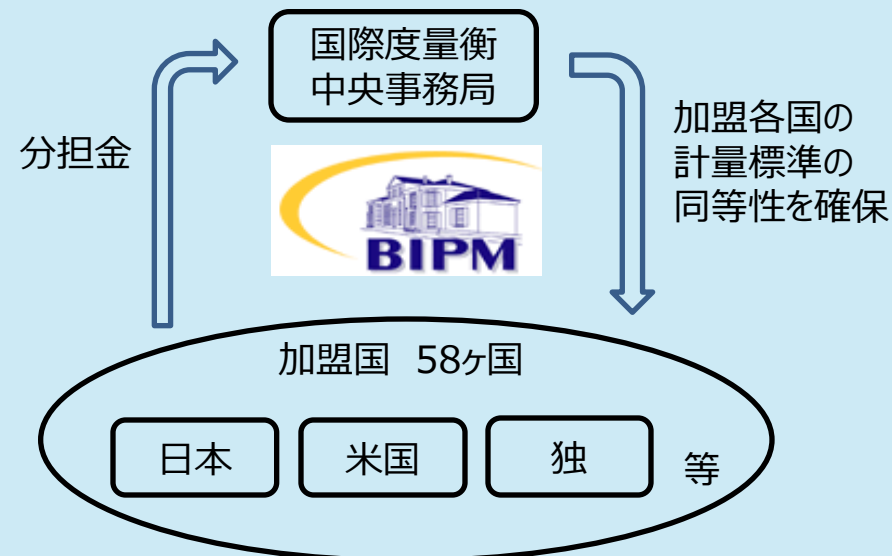 国際度量衡
中央事務局
分担金
加盟各国の
計量標準の
同等性を確保
BIPM
加盟国 58ヶ国
日本
米国
独
等